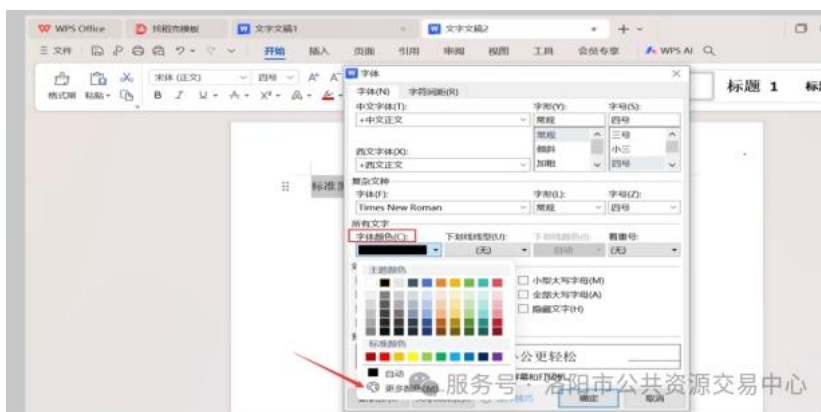 WPS Office 找稻壳模板 文字文稿1 文字文稿2
文件 开始 插入 页面 引用 审阅 视图 工具 会员专享 WPS AI
格式刷 粘贴 宋体 (正文) 四号 标题 1
B I U A X² A
字体
字体(N) 字符间距(R)
中文字体(T): 字形(Y): 字号(S):
+中文正文 常规 四号
常规 三号
倾斜 小三
加粗 四号
西文字体(X):
+西文正文
复杂文种
字体(F): 字形(L): 字号(Z):
Times New Roman 常规 四号
所有文字
字体颜色(C): 下划线线型(U): 下划线颜色(I): 着重号:
(无) 自动 (无)
标准
主题颜色
小型大写字母(M)
全部大写字母(A)
隐藏文字(H)
标准颜色
公更轻松
自动
更多颜色(M)...
服务号 · 洛阳市公共资源交易中心
确定 取消